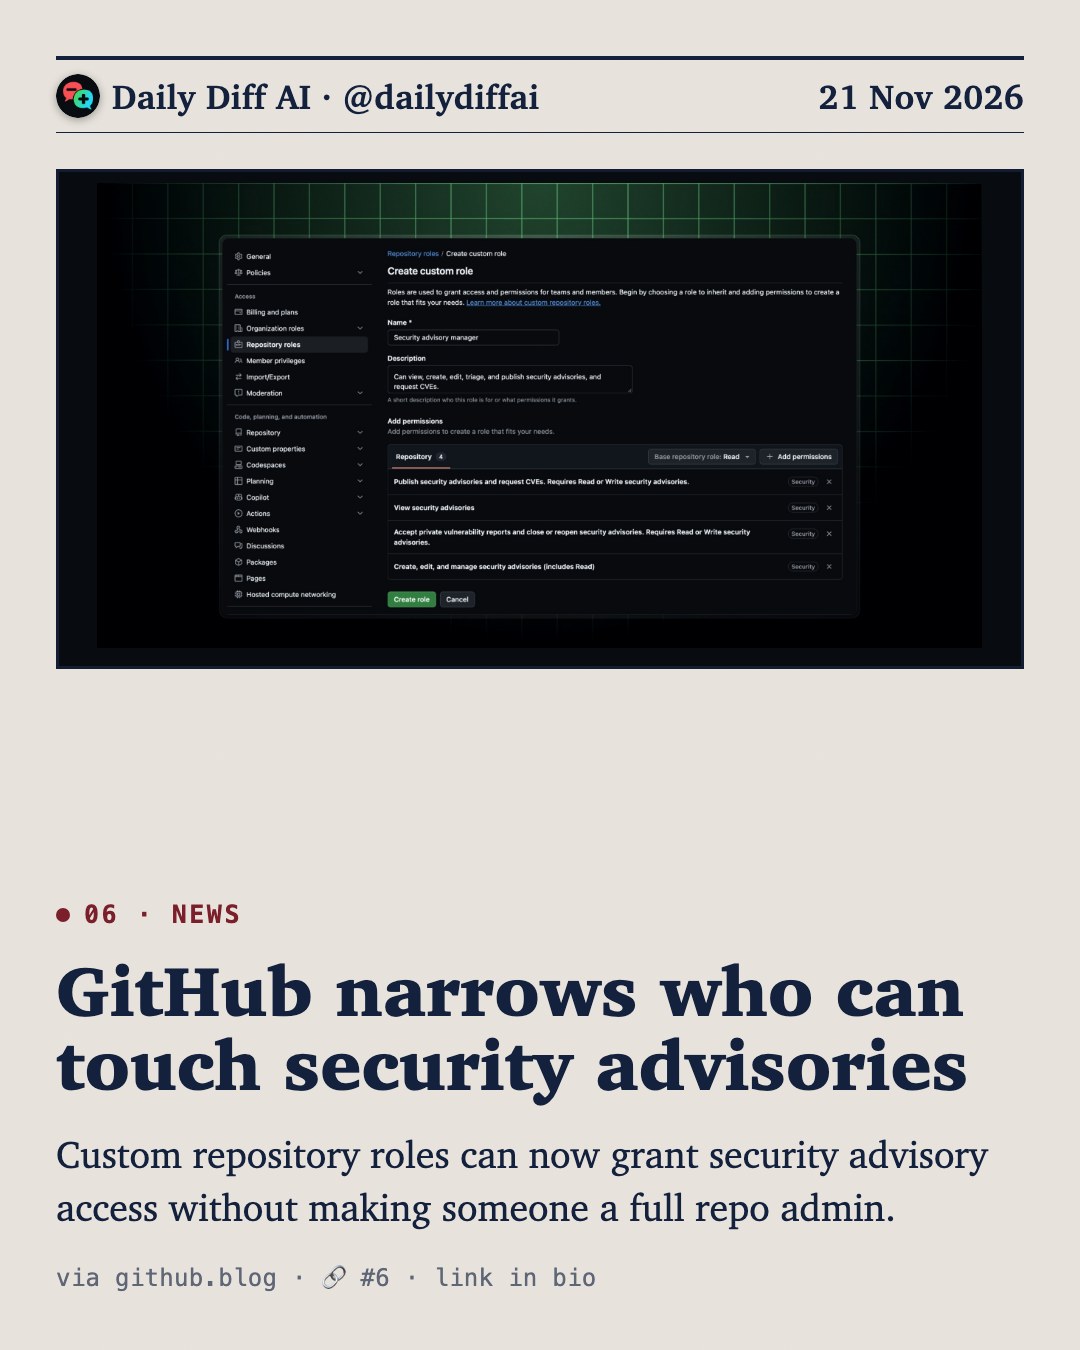 Daily Diff AI · @dailydiffai
21 Nov 2026
General
Policies
Access
Billing and plans
Organization roles
Repository roles
Member privileges
Import/Export
Moderation
Code, planning, and automation
Repository
Custom properties
Codespaces
Planning
Copilot
Actions
Webhooks
Discussions
Packages
Pages
Hosted compute networking
Repository roles / Create custom role
Create custom role
Roles are used to grant access and permissions for teams and members. Begin by choosing a role to inherit and adding permissions to create a
role that fits your needs. Learn more about custom repository roles.
Name *
Security advisory manager
Description
Can view, create, edit, triage, and publish security advisories, and
request CVEs.
A short description who this role is for or what permissions it grants.
Add permissions
Add permissions to create a role that fits your needs.
Repository 4
Base repository role: Read
+ Add permissions
Publish security advisories and request CVEs. Requires Read or Write security advisories.
Security ×
View security advisories
Security ×
Accept private vulnerability reports and close or reopen security advisories. Requires Read or Write security
advisories.
Security ×
Create, edit, and manage security advisories (includes Read)
Security ×
Create role
Cancel
06 · NEWS
GitHub narrows who can
touch security advisories
Custom repository roles can now grant security advisory
access without making someone a full repo admin.
via github.blog · 🔗 #6 · link in bio